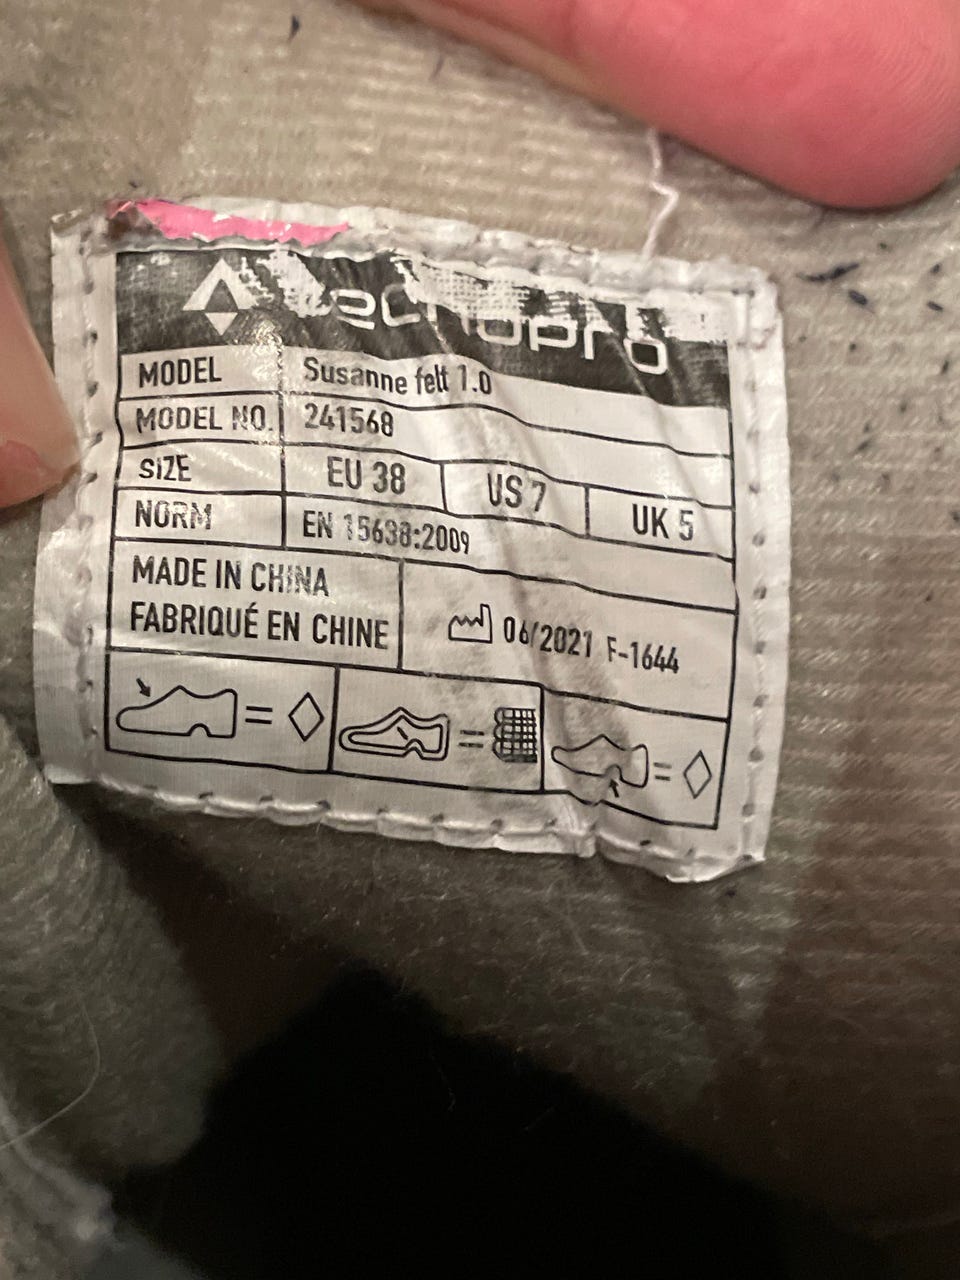 tecnopro
MODEL Susanne felt 1.0
MODEL NO. 241568
SIZE EU 38 US 7 UK 5
NORM EN 15638:2009
MADE IN CHINA
FABRIQUÉ EN CHINE
06/2021 F-1644
= 
= 
=